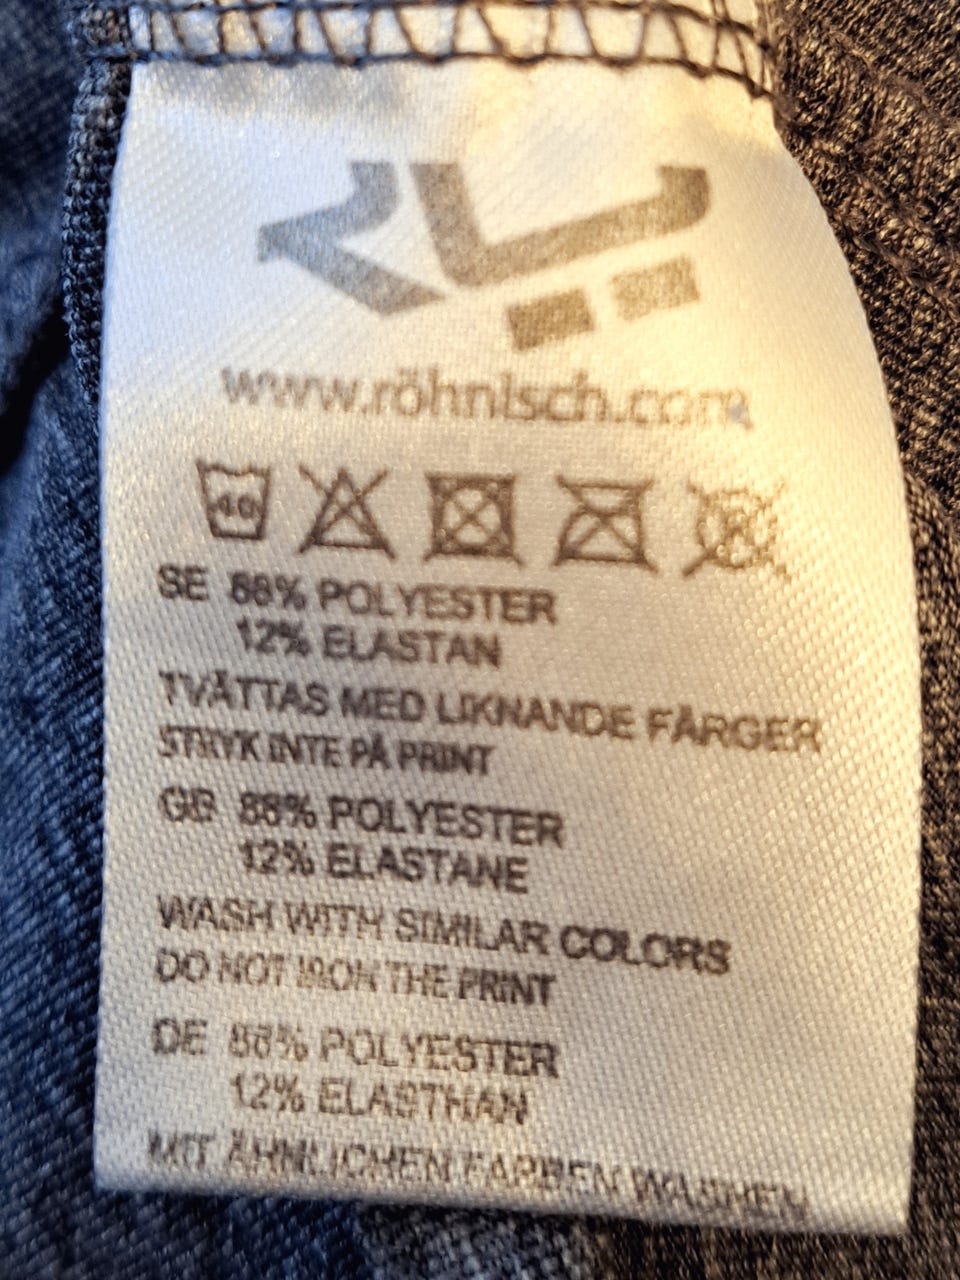 www.röhnisch.com
40
SE 88% POLYESTER
12% ELASTAN
TVÄTTAS MED LIKNANDE FÄRGER
STRYK INTE PÅ PRINT
GB 88% POLYESTER
12% ELASTANE
WASH WITH SIMILAR COLORS
DO NOT IRON THE PRINT
DE 88% POLYESTER
12% ELASTHAN
MIT ÄHNLICHEN FARBEN WASHEN